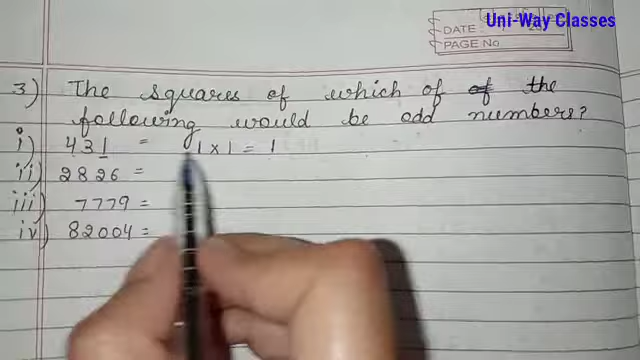 Uni-Way Classes
DATE:
PAGE No
3) The squares of which of of the
following would be odd numbers?
i) 431 = 1 x 1 = 1
ii) 2826 =
iii) 7779 =
iv) 82004 =